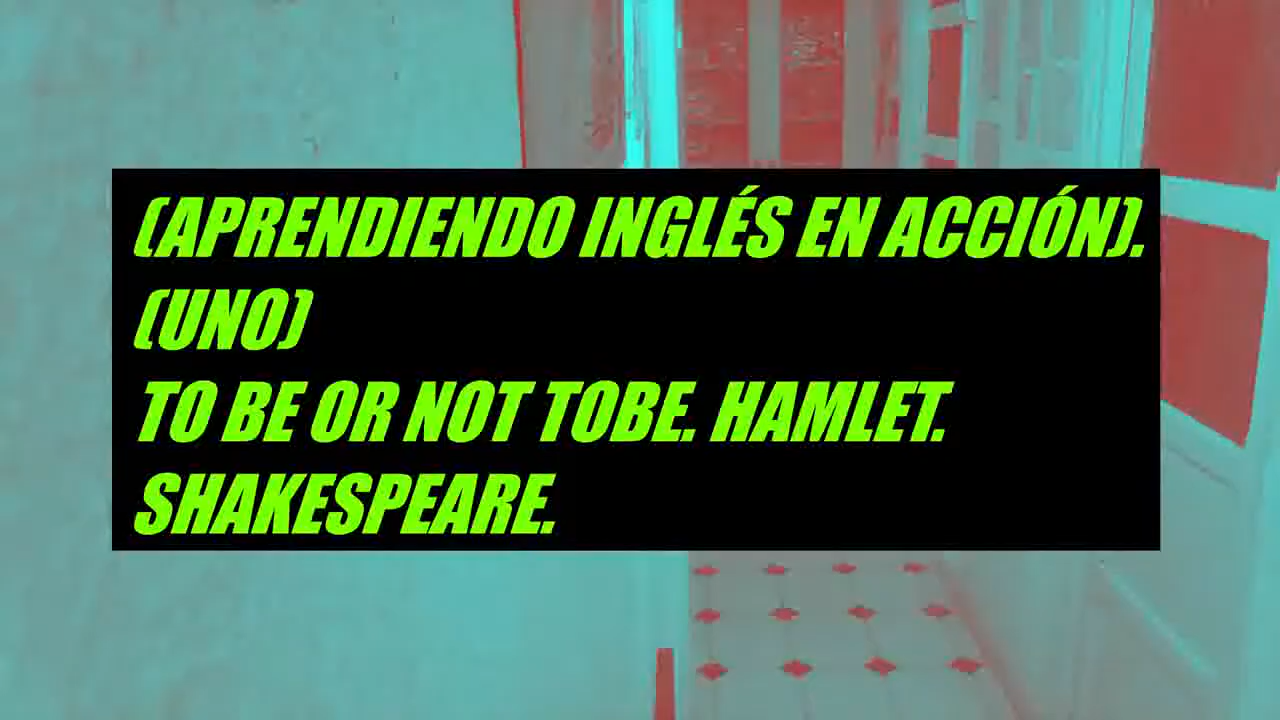 (APRENDIENDO INGLÉS EN ACCIÓN).
(UNO)
TO BE OR NOT TOBE. HAMLET.
SHAKESPEARE.